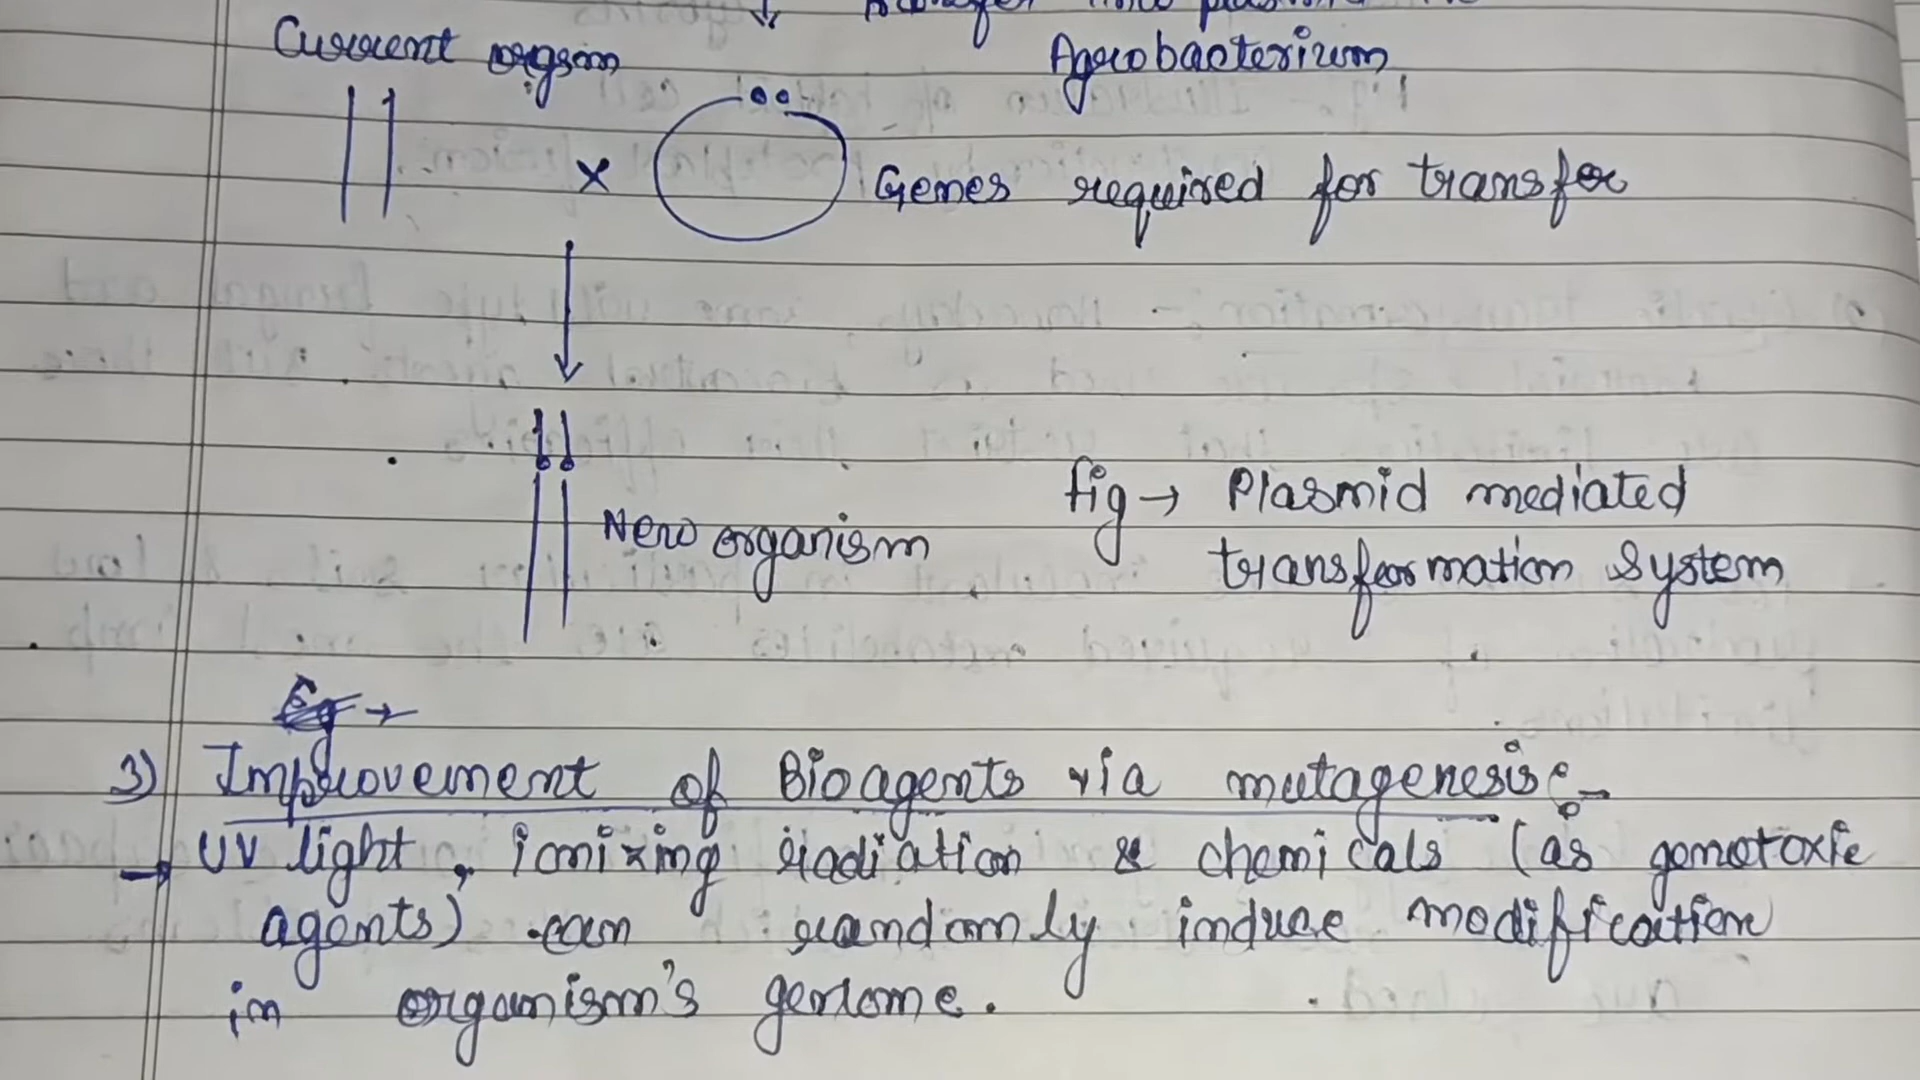 Current orgsim
Agrobacterium
x Genes required for transfer
New organism
fig → Plasmid mediated
transformation system
3) Improvement of Bioagents via mutagenesis:-
→ UV light, ionizing radiation & chemicals (as genotoxic
agents) can randomly induce modification
in organism's genome.